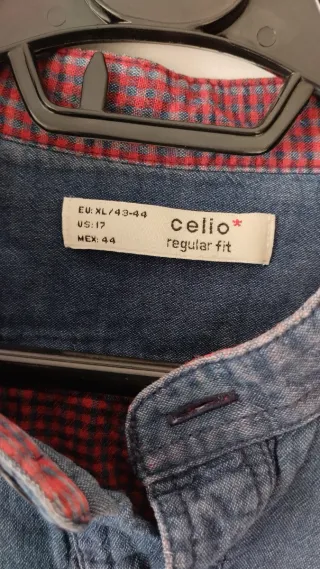 EU: XL/43-44
US: 17
MEX: 44
celio*
regular fit